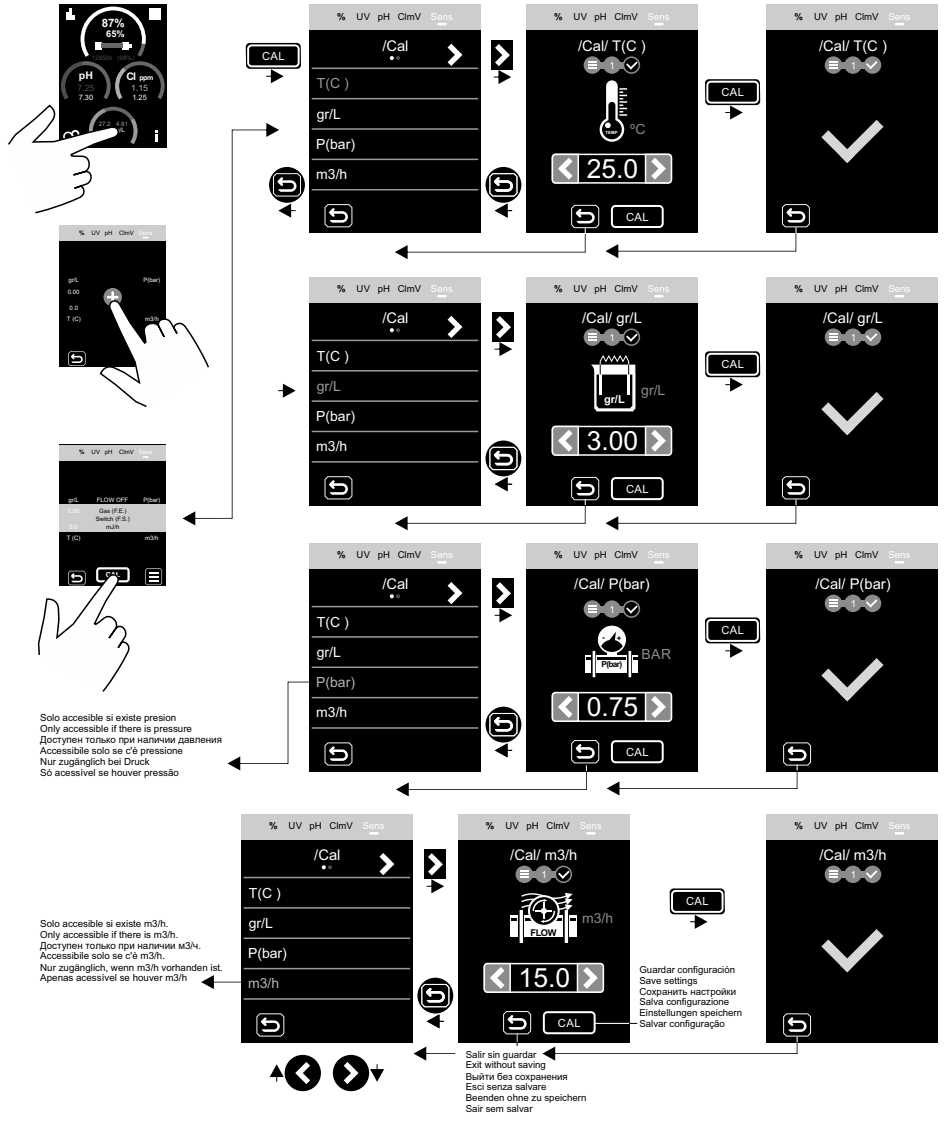 87%
65%
12850h (98%)
pH
7.25
7.30
Cl ppm
1.15
1.25
27.2 4.81
CAL
% UV pH ClmV Sens
/Cal
T(C )
gr/L
P(bar)
m3/h
% UV pH ClmV Sens
/Cal/ T(C )
1
TEMP
ºC
25.0
CAL
CAL
% UV pH ClmV Sens
/Cal/ T(C )
% UV pH ClmV Sens
gr/L
P(bar)
0.00
0.0
T (C)
m3/h
% UV pH ClmV Sens
/Cal
T(C )
gr/L
P(bar)
m3/h
% UV pH ClmV Sens
/Cal/ gr/L
1
gr/L
gr/L
3.00
CAL
CAL
% UV pH ClmV Sens
/Cal/ gr/L
1
% UV pH ClmV Sens
gr/L FLOW OFF P(bar)
0.00 Gas (F.E.)
Switch (F.S.)
0.0 mJ/h
T (C) m3/h
CAL
% UV pH ClmV Sens
/Cal
T(C )
gr/L
P(bar)
m3/h
% UV pH ClmV Sens
/Cal/ P(bar)
1
P(bar)
BAR
0.75
CAL
CAL
% UV pH ClmV Sens
/Cal/ P(bar)
1
Solo accesible si existe presion
Only accessible if there is pressure
Доступен только при наличии давления
Accessibile solo se c'è pressione
Nur zugänglich bei Druck
Só acessível se houver pressão
% UV pH ClmV Sens
/Cal
T(C )
gr/L
P(bar)
m3/h
% UV pH ClmV Sens
/Cal/ m3/h
1
FLOW
m3/h
15.0
CAL
CAL
% UV pH ClmV Sens
/Cal/ m3/h
1
Solo accesible si existe m3/h.
Only accessible if there is m3/h.
Доступен только при наличии м3/ч.
Accessibile solo se c'è m3/h.
Nur zugänglich, wenn m3/h vorhanden ist.
Apenas acessível se houver m3/h
Guardar configuración
Save settings
Сохранить настройки
Salva configurazione
Einstellungen speichern
Salvar configuração
Salir sin guardar
Exit without saving
Выйти без сохранения
Esci senza salvare
Beenden ohne zu speichern
Sair sem salvar